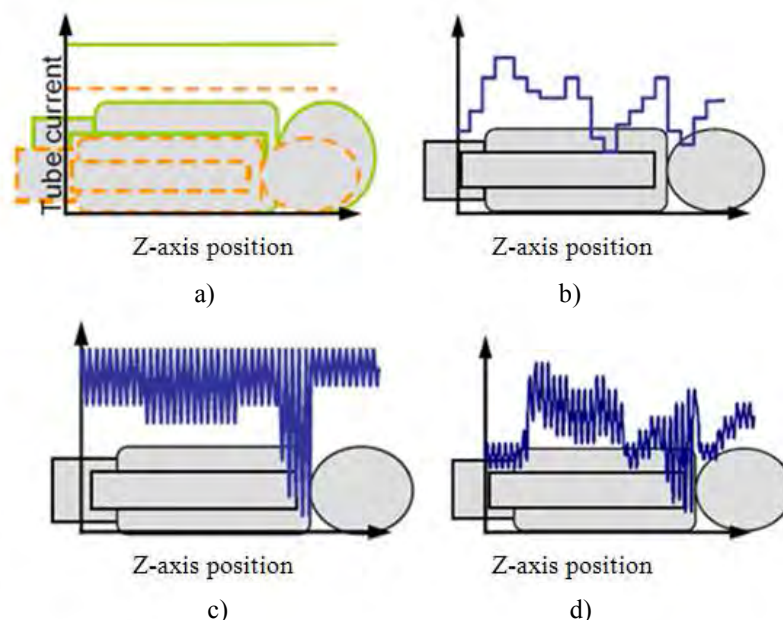 Tube current
Z-axis position
a)
Z-axis position
b)
Z-axis position
c)
Z-axis position
d)